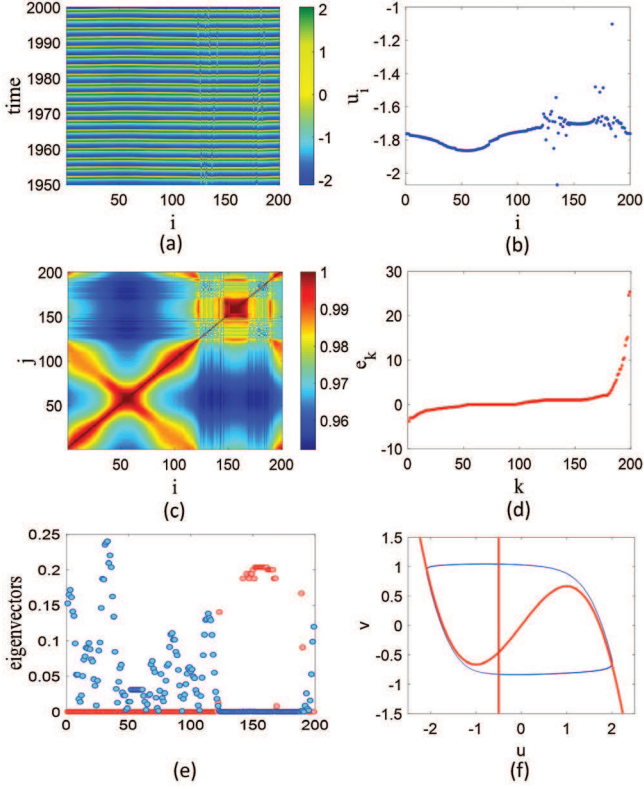 2000
1990
1980
1970
1960
1950
time
50 100 150 200
i
2
1
0
-1
-2
(a)
-1
-1.2
-1.4
-1.6
-1.8
-2
u_i
0 50 100 150 200
i
(b)
200
150
100
50
j
50 100 150 200
i
1
0.99
0.98
0.97
0.96
(c)
30
20
10
0
-10
e_k
0 50 100 150 200
k
(d)
0.25
0.2
0.15
0.1
0.05
0
eigenvectors
0 50 100 150 200
(e)
1.5
1
0.5
0
-0.5
-1
-1.5
v
-2 -1 0 1 2
u
(f)